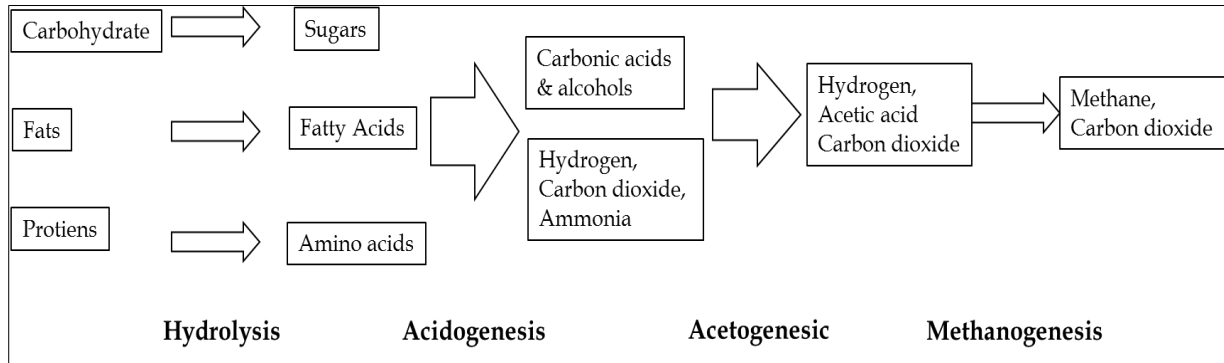 Carbohydrate
Sugars
Fats
Fatty Acids
Protiens
Amino acids
Carbonic acids
& alcohols
Hydrogen,
Carbon dioxide,
Ammonia
Hydrogen,
Acetic acid
Carbon dioxide
Methane,
Carbon dioxide
Hydrolysis
Acidogenesis
Acetogenesic
Methanogenesis